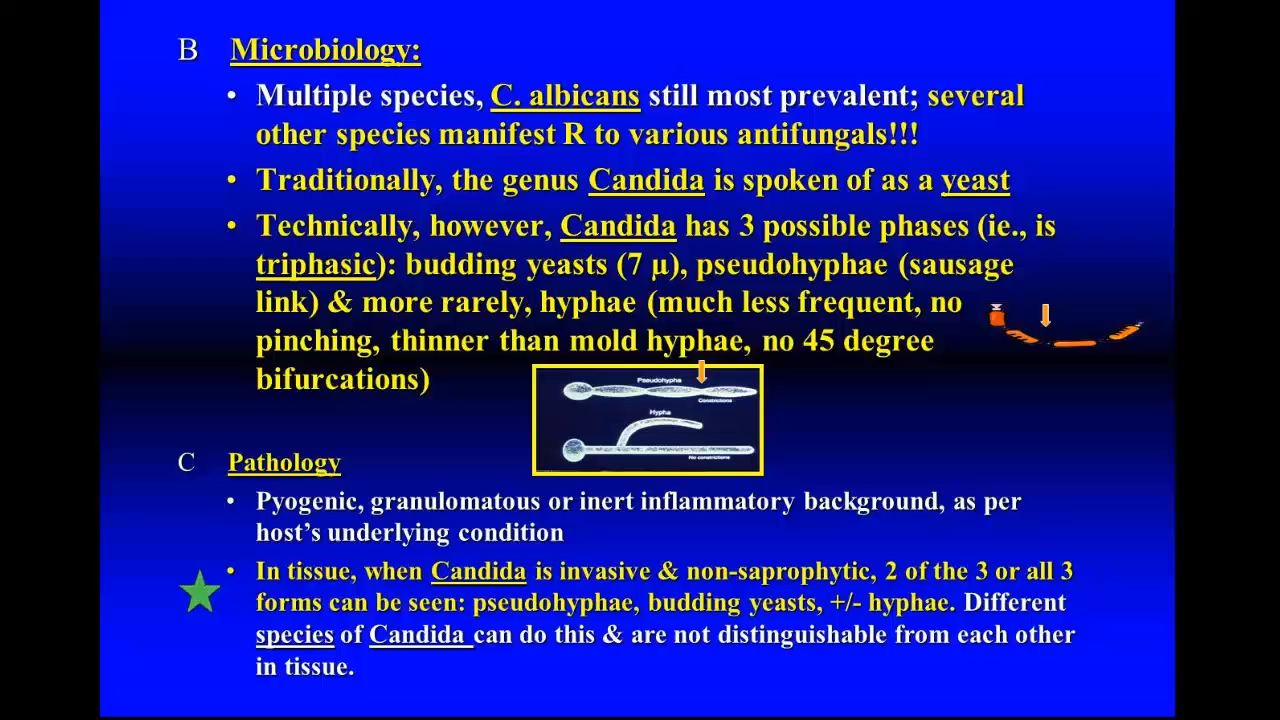 B Microbiology:
• Multiple species, C. albicans still most prevalent; several
other species manifest R to various antifungals!!!
• Traditionally, the genus Candida is spoken of as a yeast
• Technically, however, Candida has 3 possible phases (ie., is
triphasic): budding yeasts (7 µ), pseudohyphae (sausage
link) & more rarely, hyphae (much less frequent, no
pinching, thinner than mold hyphae, no 45 degree
bifurcations)
Pseudohypha
Constrictions
Hypha
No constrictions
C Pathology
• Pyogenic, granulomatous or inert inflammatory background, as per
host’s underlying condition
• In tissue, when Candida is invasive & non-saprophytic, 2 of the 3 or all 3
forms can be seen: pseudohyphae, budding yeasts, +/- hyphae. Different
species of Candida can do this & are not distinguishable from each other
in tissue.